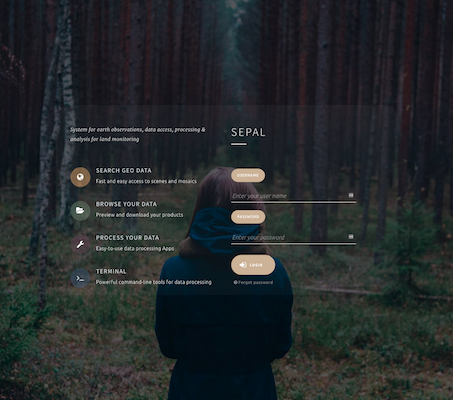 System for earth observations, data access, processing &
analysis for land monitoring
SEARCH GEO DATA
Fast and easy access to scenes and mosaics
BROWSE YOUR DATA
Preview and download your products
PROCESS YOUR DATA
Easy-to-use data processing Apps
TERMINAL
Powerful command-line tools for data processing
SEPAL
USERNAME
Enter your user name
PASSWORD
Enter your password
LOGIN
Forgot password